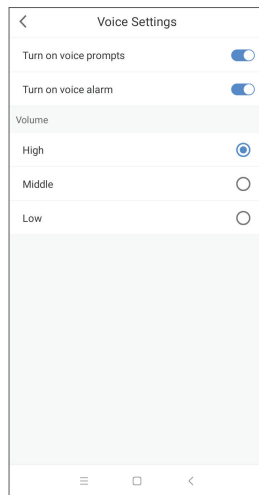 Voice Settings
Turn on voice prompts
Turn on voice alarm
Volume
High
Middle
Low